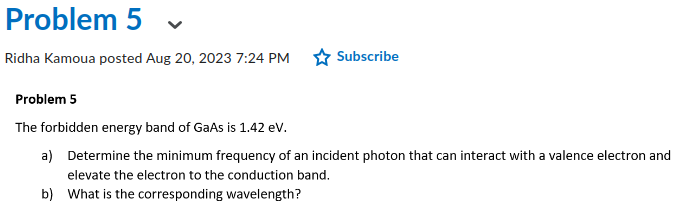 Problem 5
Ridha Kamoua posted Aug 20, 2023 7:24 PM Subscribe
Problem 5
The forbidden energy band of GaAs is 1.42 eV.
a) Determine the minimum frequency of an incident photon that can interact with a valence electron and
elevate the electron to the conduction band.
b) What is the corresponding wavelength?